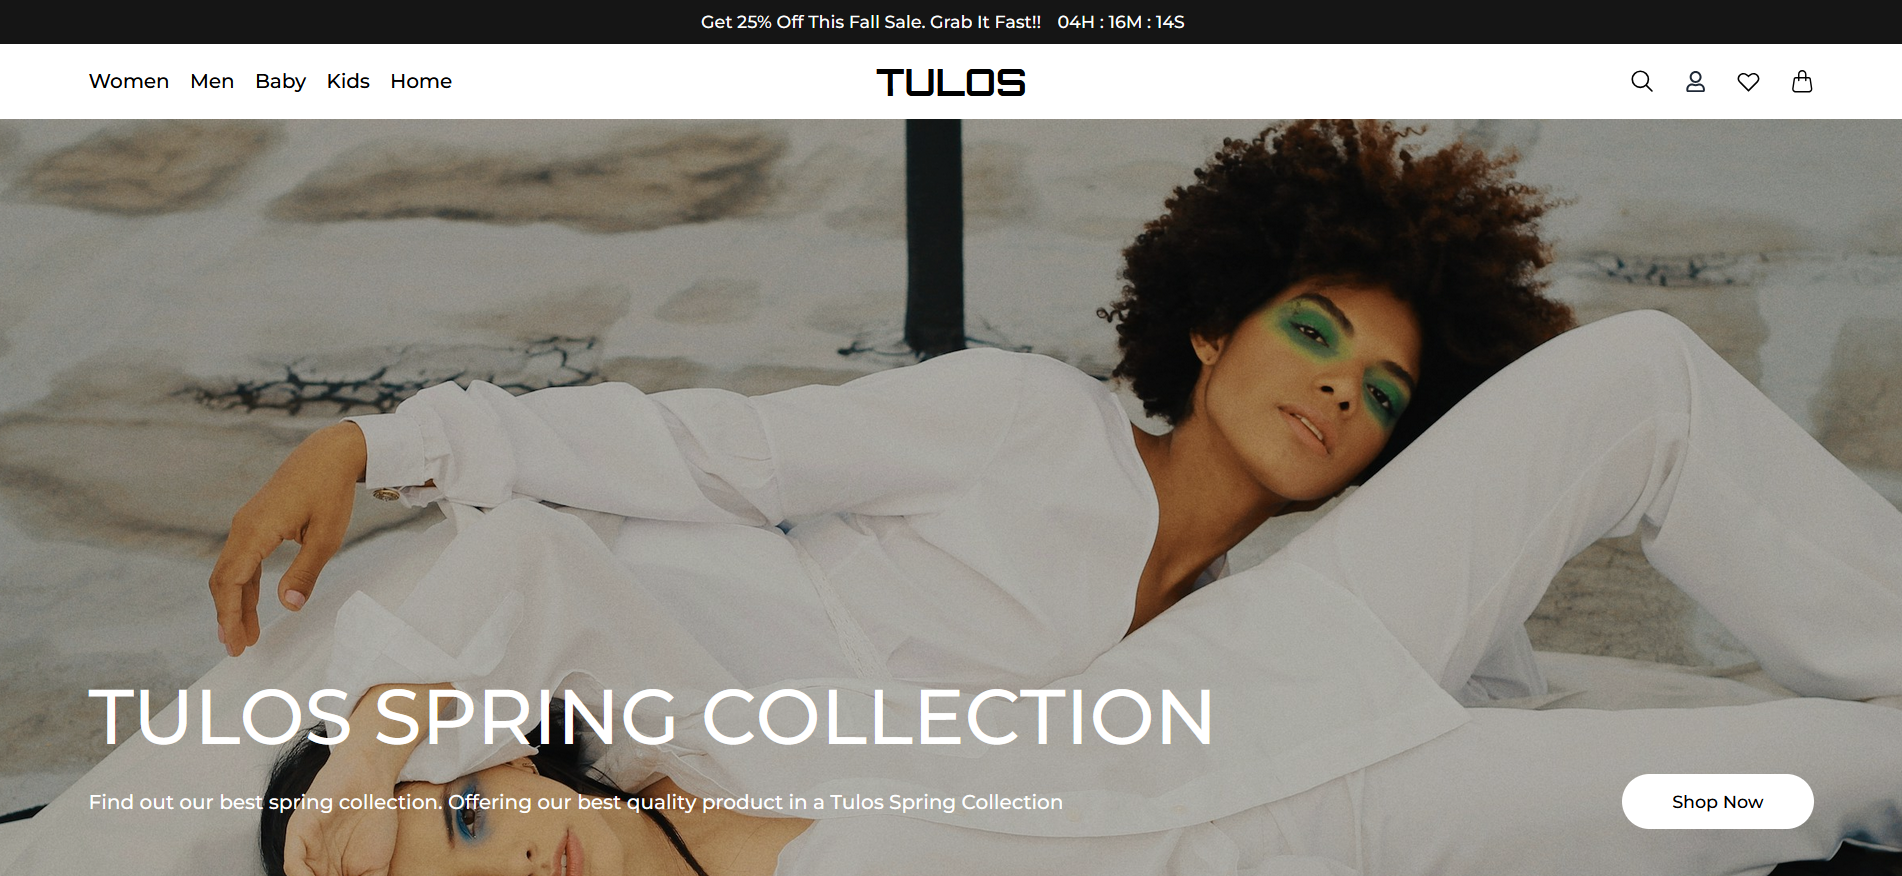 Get 25% Off This Fall Sale. Grab It Fast!! 04H : 16M : 14S
Women Men Baby Kids Home
TULOS
TULOS SPRING COLLECTION
Find out our best spring collection. Offering our best quality product in a Tulos Spring Collection
Shop Now